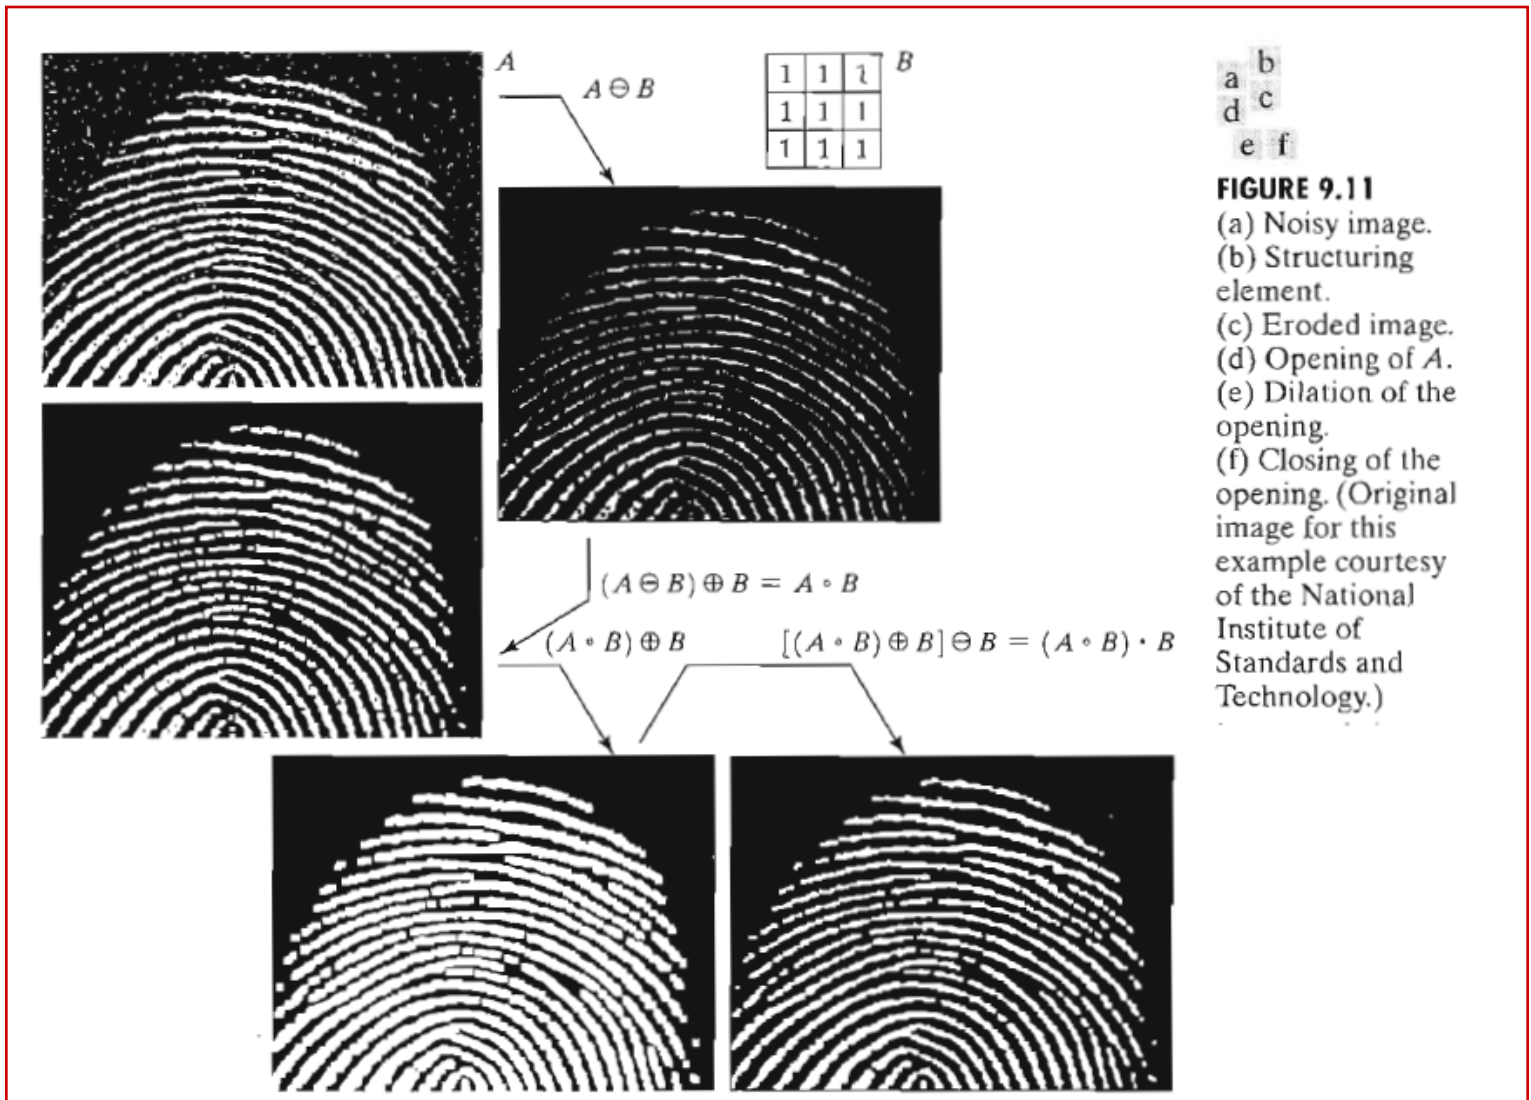 A
A ⊖ B
1 1 1 B
1 1 1
1 1 1
(A ⊖ B) ⊕ B = A ∘ B
(A ∘ B) ⊕ B
[(A ∘ B) ⊕ B] ⊖ B = (A ∘ B) · B
a b
d c
e f
FIGURE 9.11
(a) Noisy image.
(b) Structuring
element.
(c) Eroded image.
(d) Opening of A.
(e) Dilation of the
opening.
(f) Closing of the
opening. (Original
image for this
example courtesy
of the National
Institute of
Standards and
Technology.)